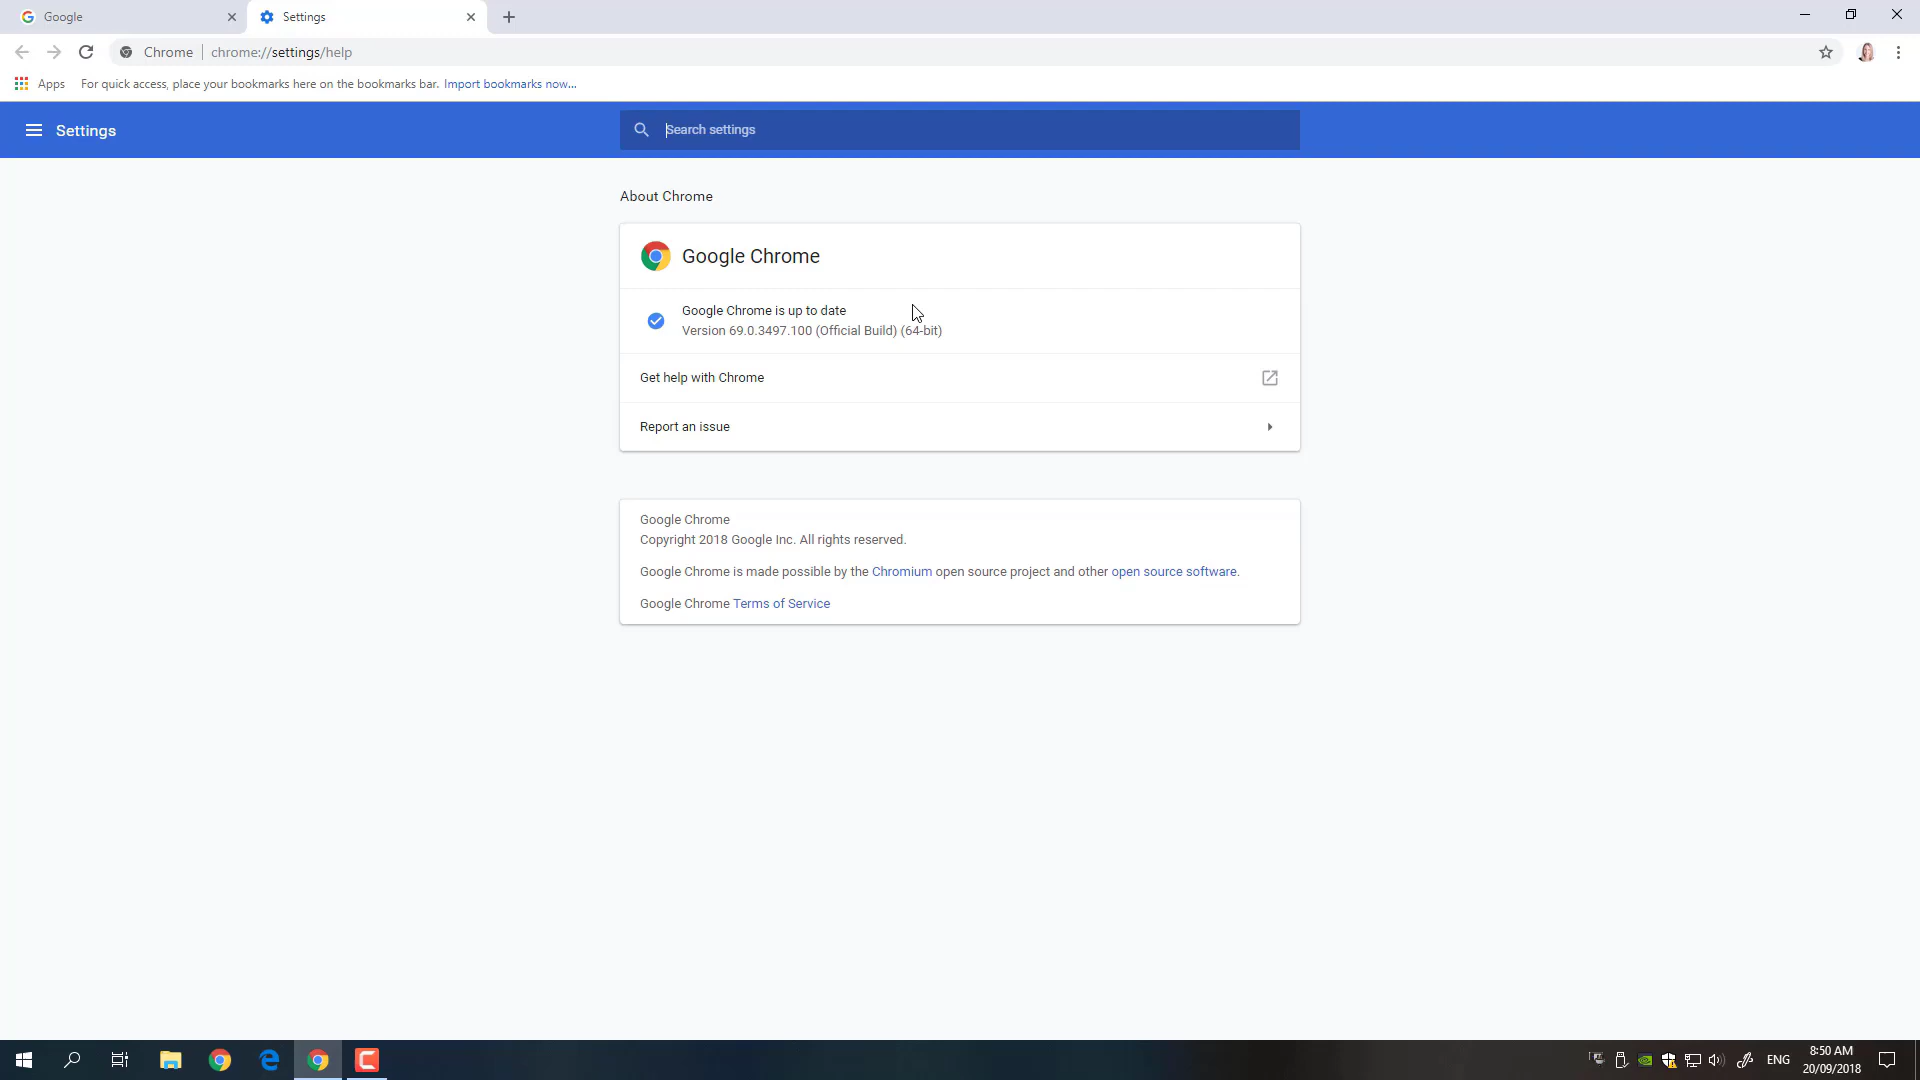 Google
Settings
Chrome
chrome://settings/help
Apps
For quick access, place your bookmarks here on the bookmarks bar. Import bookmarks now...
Settings
Search settings
About Chrome
Google Chrome
Google Chrome is up to date
Version 69.0.3497.100 (Official Build) (64-bit)
Get help with Chrome
Report an issue
Google Chrome
Copyright 2018 Google Inc. All rights reserved.
Google Chrome is made possible by the Chromium open source project and other open source software.
Google Chrome Terms of Service
ENG
8:50 AM
20/09/2018